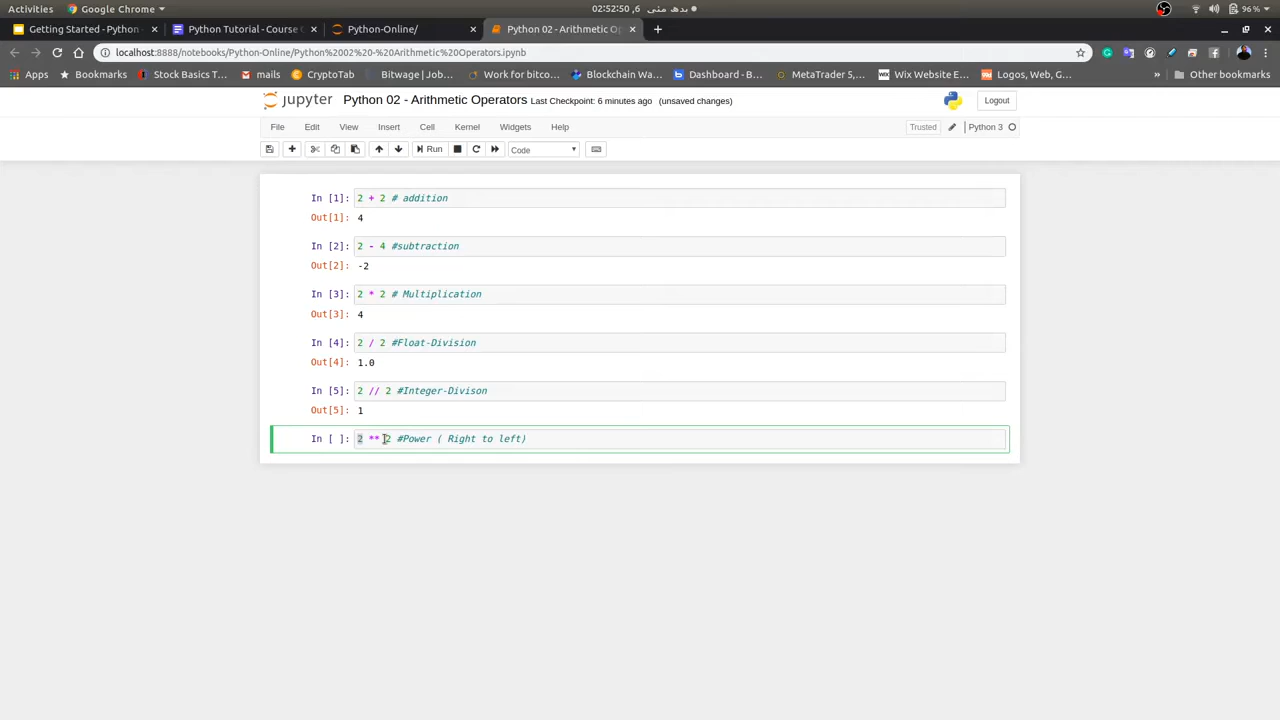 Activities Google Chrome 02:52:50 ,6 بدھ مئی 96%
Getting Started - Python Python Tutorial - Course Python-Online/ Python 02 - Arithmetic Op
localhost:8888/notebooks/Python-Online/Python%2002%20-%20Arithmetic%20Operators.ipynb
Apps Bookmarks Stock Basics T... mails CryptoTab Bitwage | Job... Work for bitco... Blockchain Wa... Dashboard - B... MetaTrader 5,... Wix Website E... Logos, Web, G... » Other bookmarks
jupyter Python 02 - Arithmetic Operators Last Checkpoint: 6 minutes ago (unsaved changes) Logout
File Edit View Insert Cell Kernel Widgets Help Trusted Python 3
Run Code
In [1]: 2 + 2 # addition
Out[1]: 4
In [2]: 2 - 4 #subtraction
Out[2]: -2
In [3]: 2 * 2 # Multiplication
Out[3]: 4
In [4]: 2 / 2 #Float-Division
Out[4]: 1.0
In [5]: 2 // 2 #Integer-Divison
Out[5]: 1
In [ ]: 2 ** 2 #Power ( Right to left)